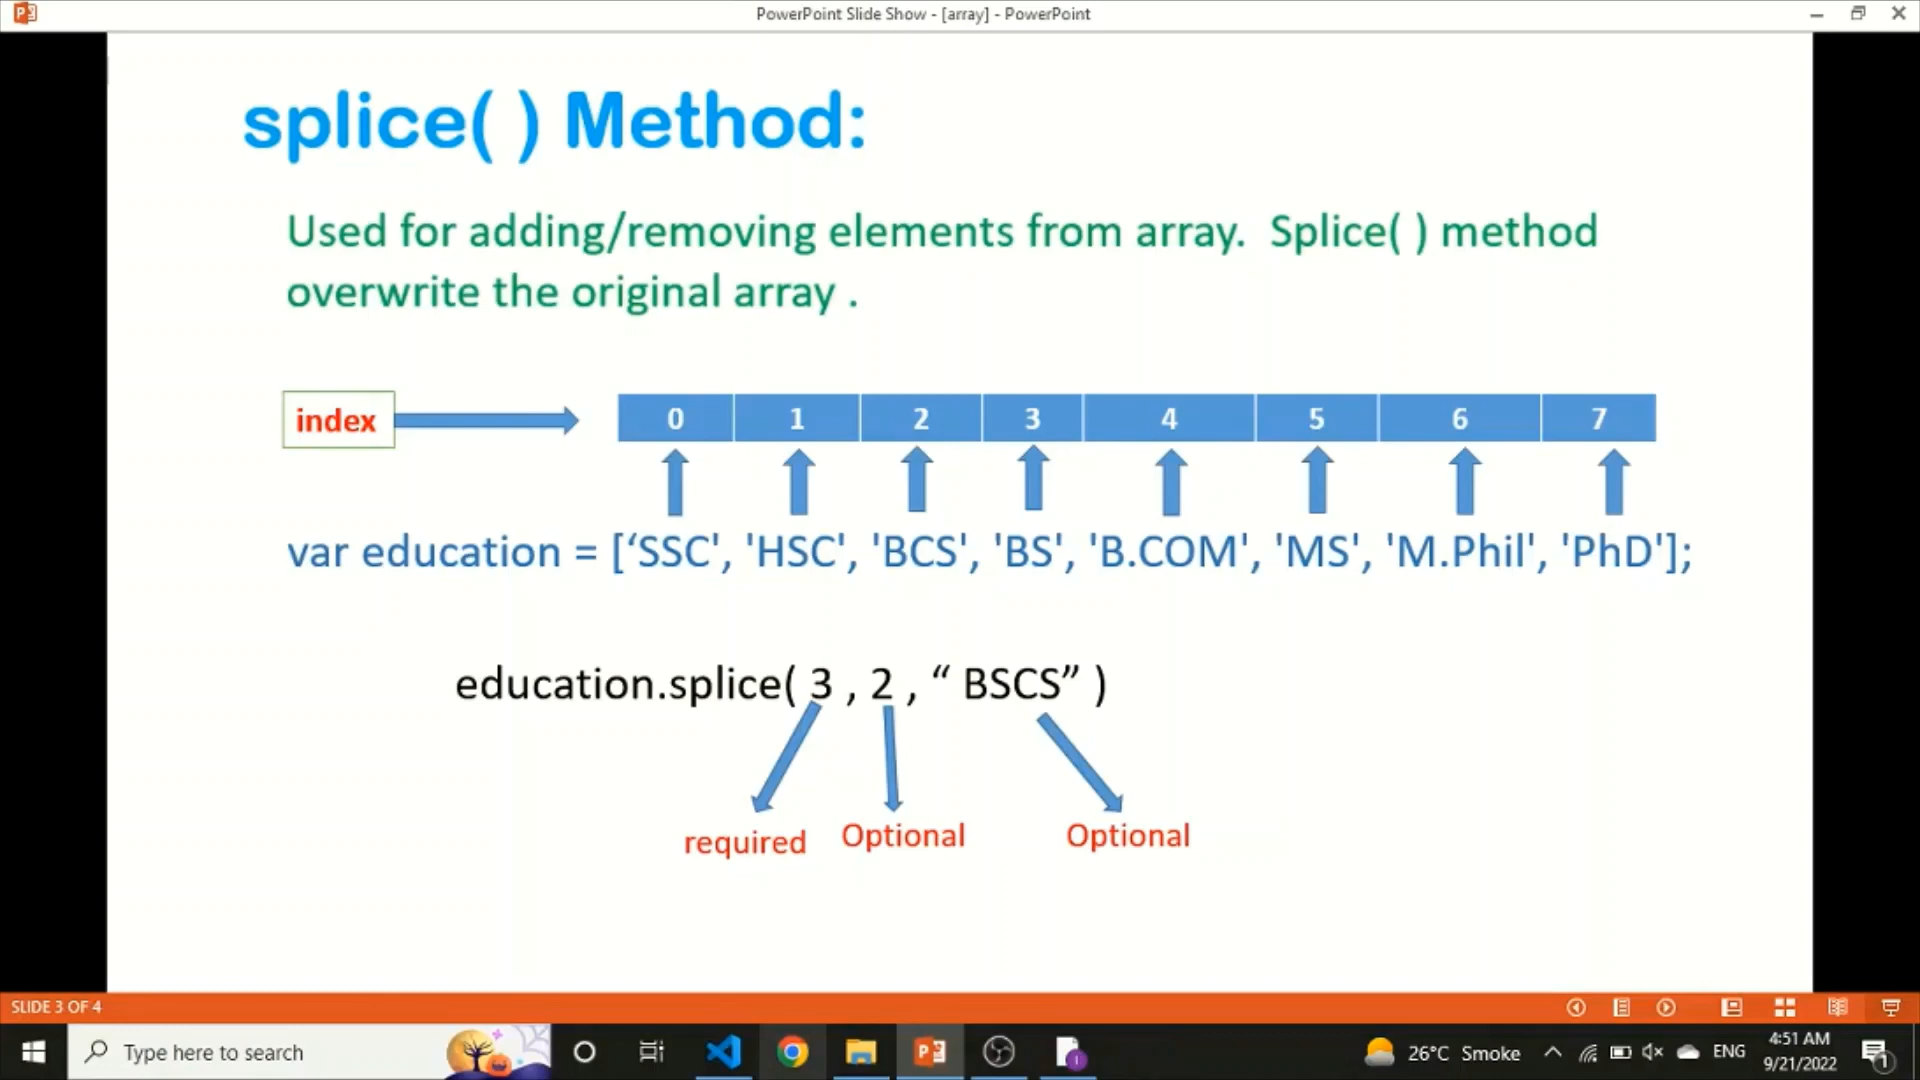 PowerPoint Slide Show - [array] - PowerPoint
splice( ) Method:
Used for adding/removing elements from array.  Splice( ) method
overwrite the original array .
index
0 1 2 3 4 5 6 7
var education = [‘SSC', 'HSC', 'BCS', 'BS', 'B.COM', 'MS', 'M.Phil', 'PhD'];
education.splice( 3 , 2 , “ BSCS” )
required Optional Optional
SLIDE 3 OF 4
Type here to search
26°C Smoke
ENG
4:51 AM
9/21/2022
1